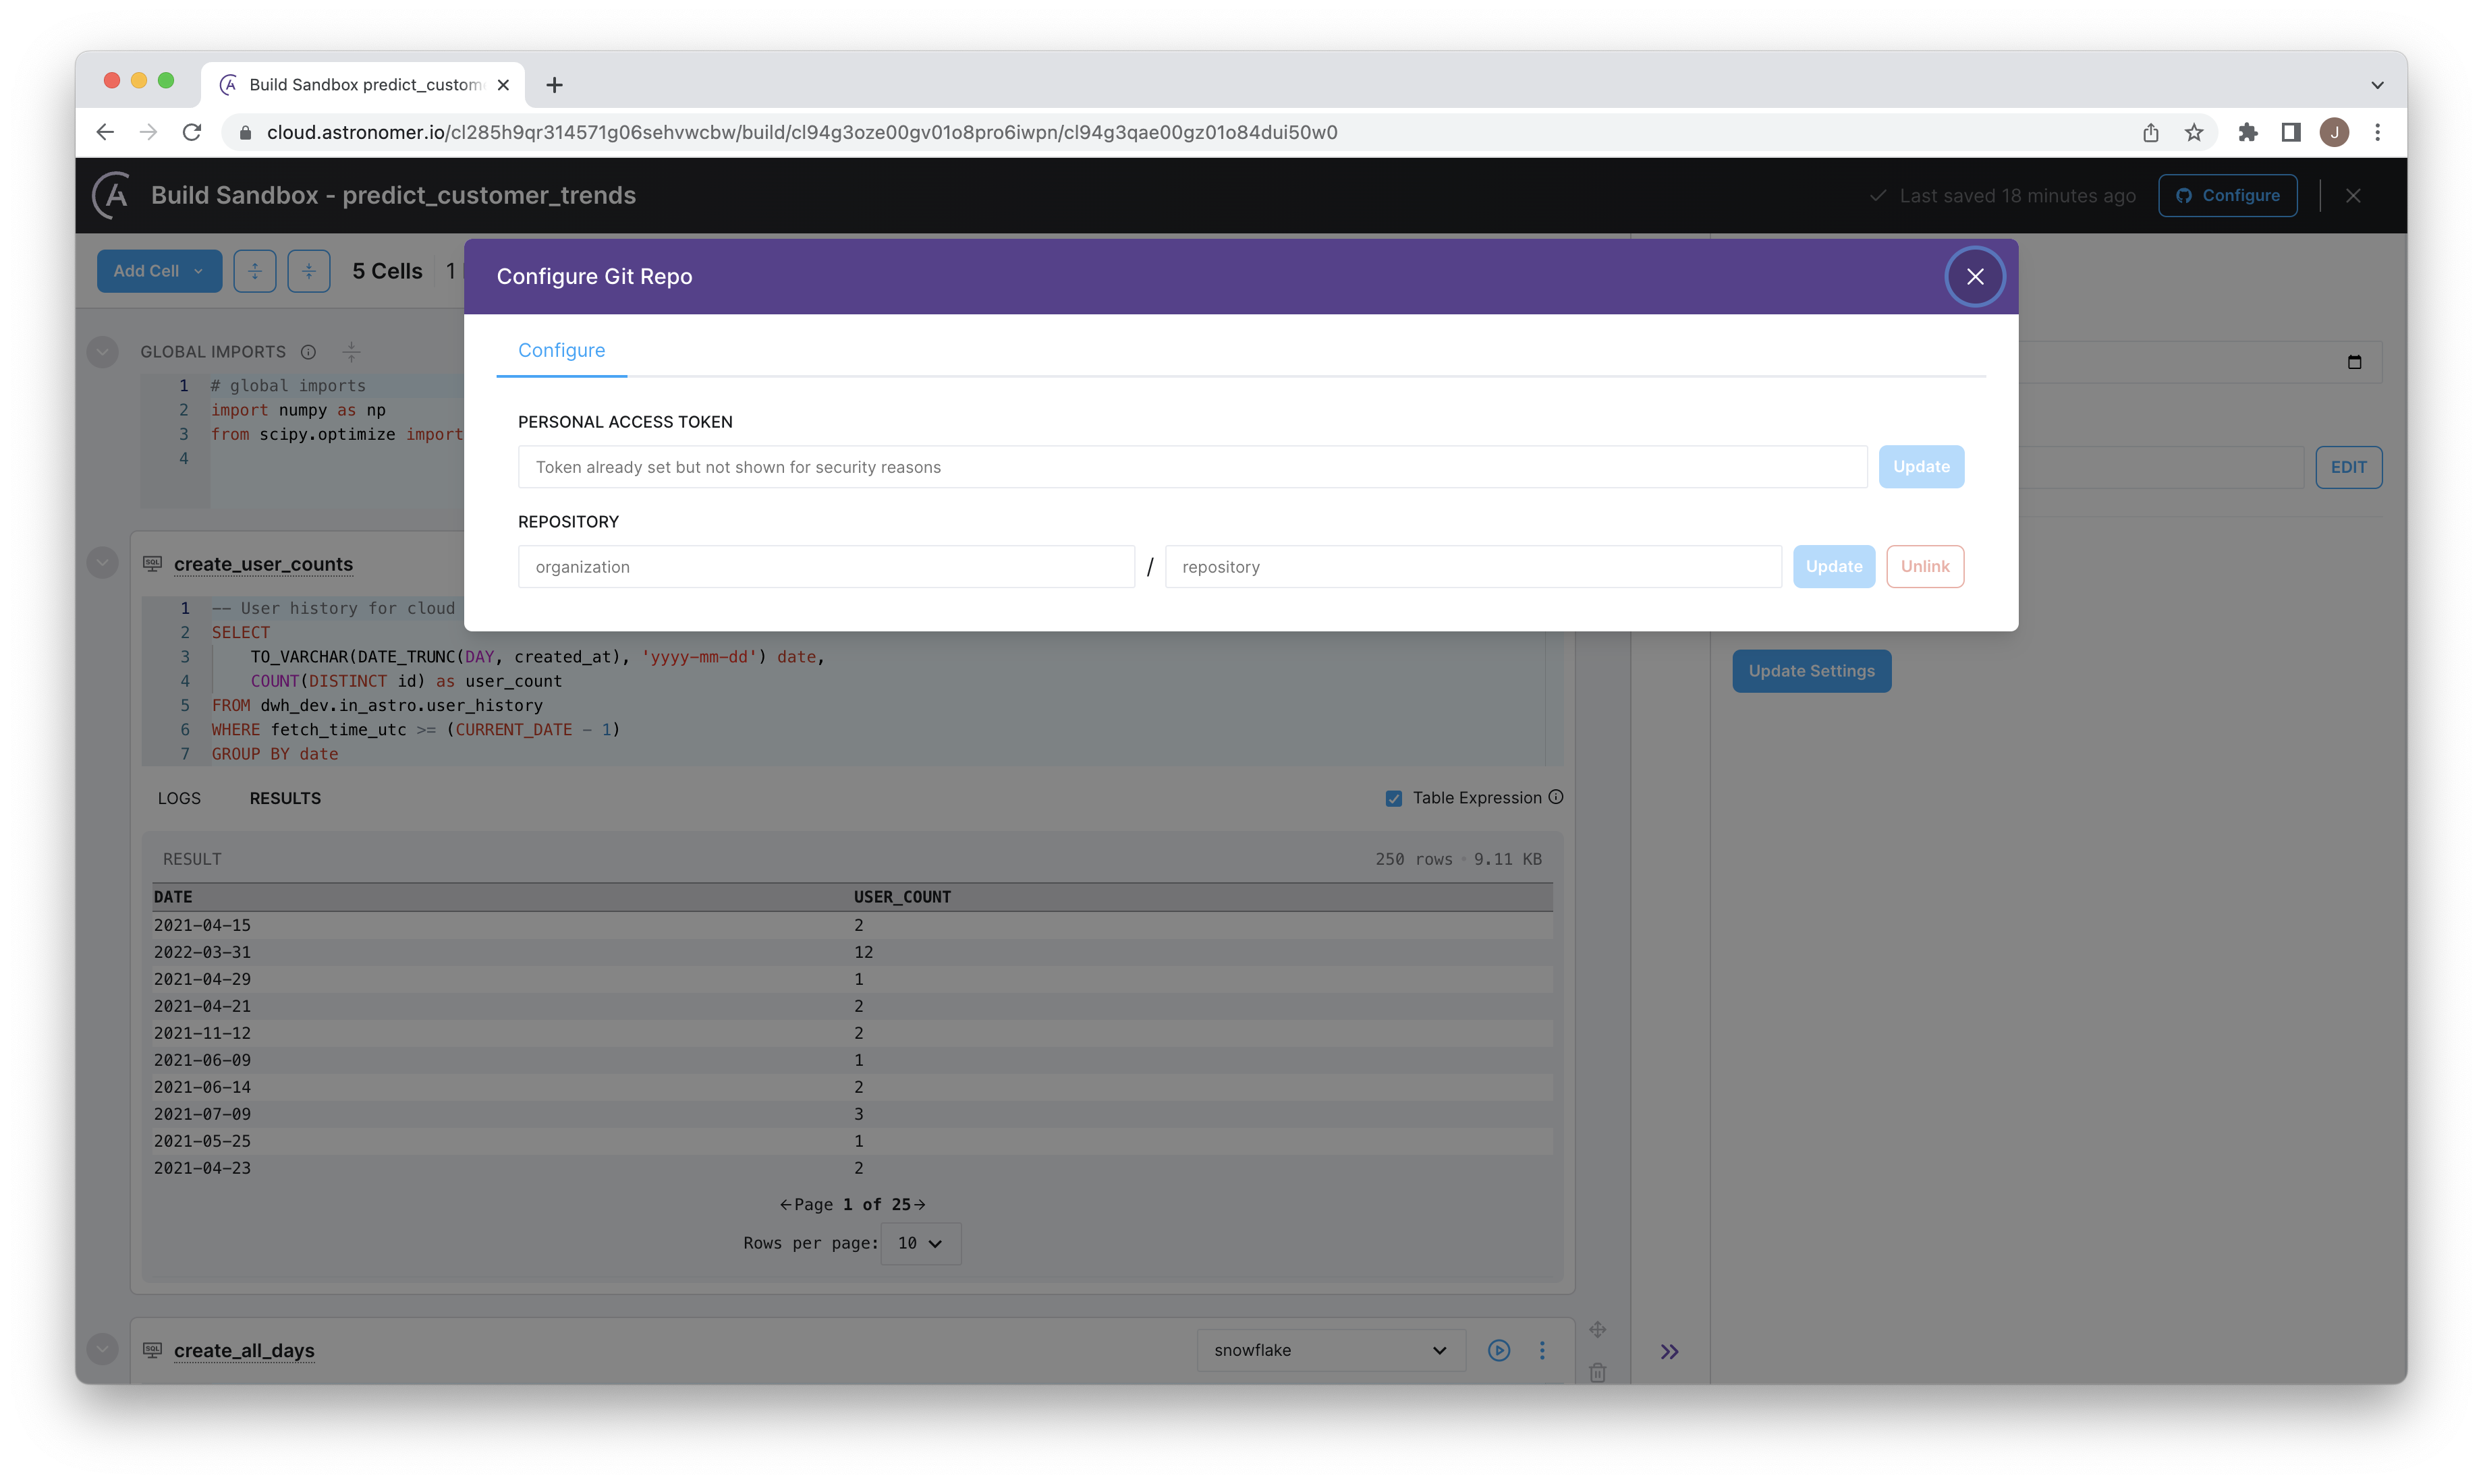 Build Sandbox predict_custom
cloud.astronomer.io/cl285h9qr314571g06sehvwcbw/build/cl94g3oze00gv01o8pro6iwpn/cl94g3qae00gz01o84dui50w0
J
Build Sandbox - predict_customer_trends
Last saved 18 minutes ago
Configure
Add Cell
5 Cells
1
Configure Git Repo
Configure
PERSONAL ACCESS TOKEN
Token already set but not shown for security reasons
Update
REPOSITORY
organization / repository
Update
Unlink
EDIT
Update Settings
GLOBAL IMPORTS
1 # global imports
2 import numpy as np
3 from scipy.optimize import
4
SQL create_user_counts
1 -- User history for cloud
2 SELECT
3 TO_VARCHAR(DATE_TRUNC(DAY, created_at), 'yyyy-mm-dd') date,
4 COUNT(DISTINCT id) as user_count
5 FROM dwh_dev.in_astro.user_history
6 WHERE fetch_time_utc >= (CURRENT_DATE - 1)
7 GROUP BY date
LOGS RESULTS
Table Expression
RESULT
250 rows • 9.11 KB
DATE USER_COUNT
2021-04-15 2
2022-03-31 12
2021-04-29 1
2021-04-21 2
2021-11-12 2
2021-06-09 1
2021-06-14 2
2021-07-09 3
2021-05-25 1
2021-04-23 2
←Page 1 of 25→
Rows per page: 10
SQL create_all_days
snowflake